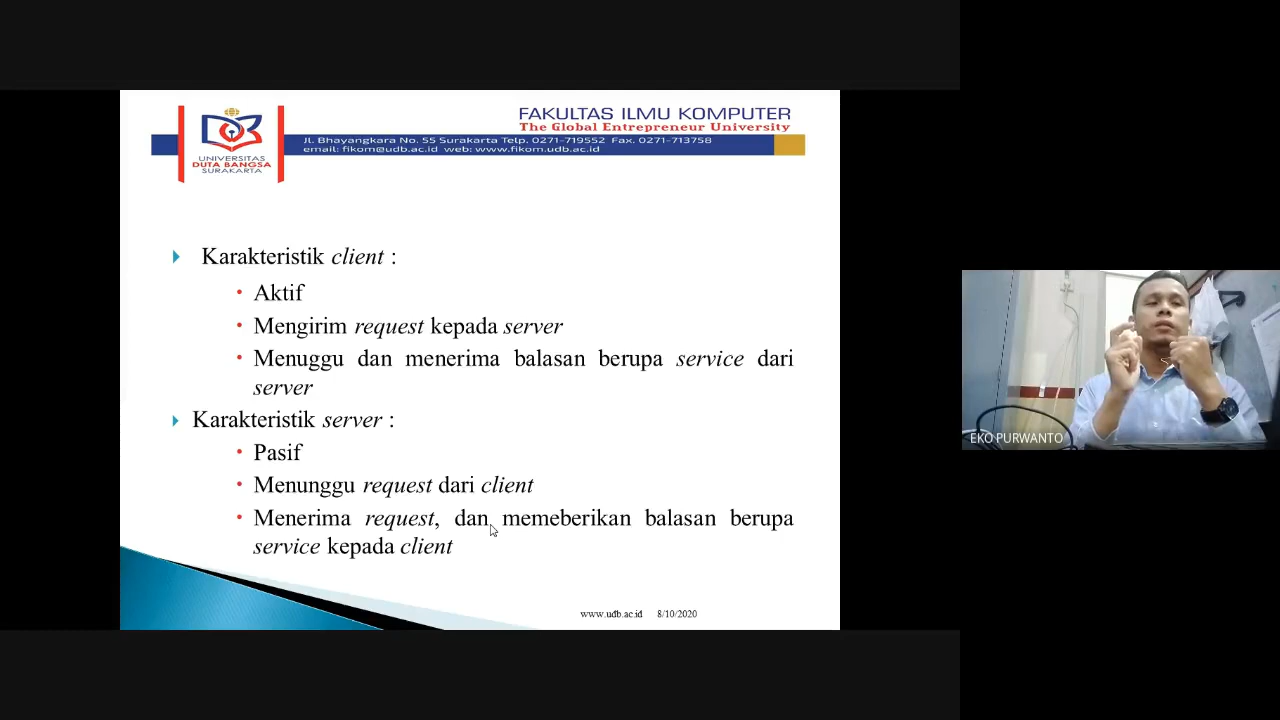 FAKULTAS ILMU KOMPUTER
The Global Entrepreneur University
Jl. Bhayangkara No. 55 Surakarta Telp. 0271-719552 Fax. 0271-713758
email: fikom@udb.ac.id web: www.fikom.udb.ac.id
UNIVERSITAS
DUTA BANGSA
SURAKARTA
Karakteristik client :
Aktif
Mengirim request kepada server
Menuggu dan menerima balasan berupa service dari
server
Karakteristik server :
Pasif
Menunggu request dari client
Menerima request, dan memeberikan balasan berupa
service kepada client
www.udb.ac.id 8/10/2020
EKO PURWANTO